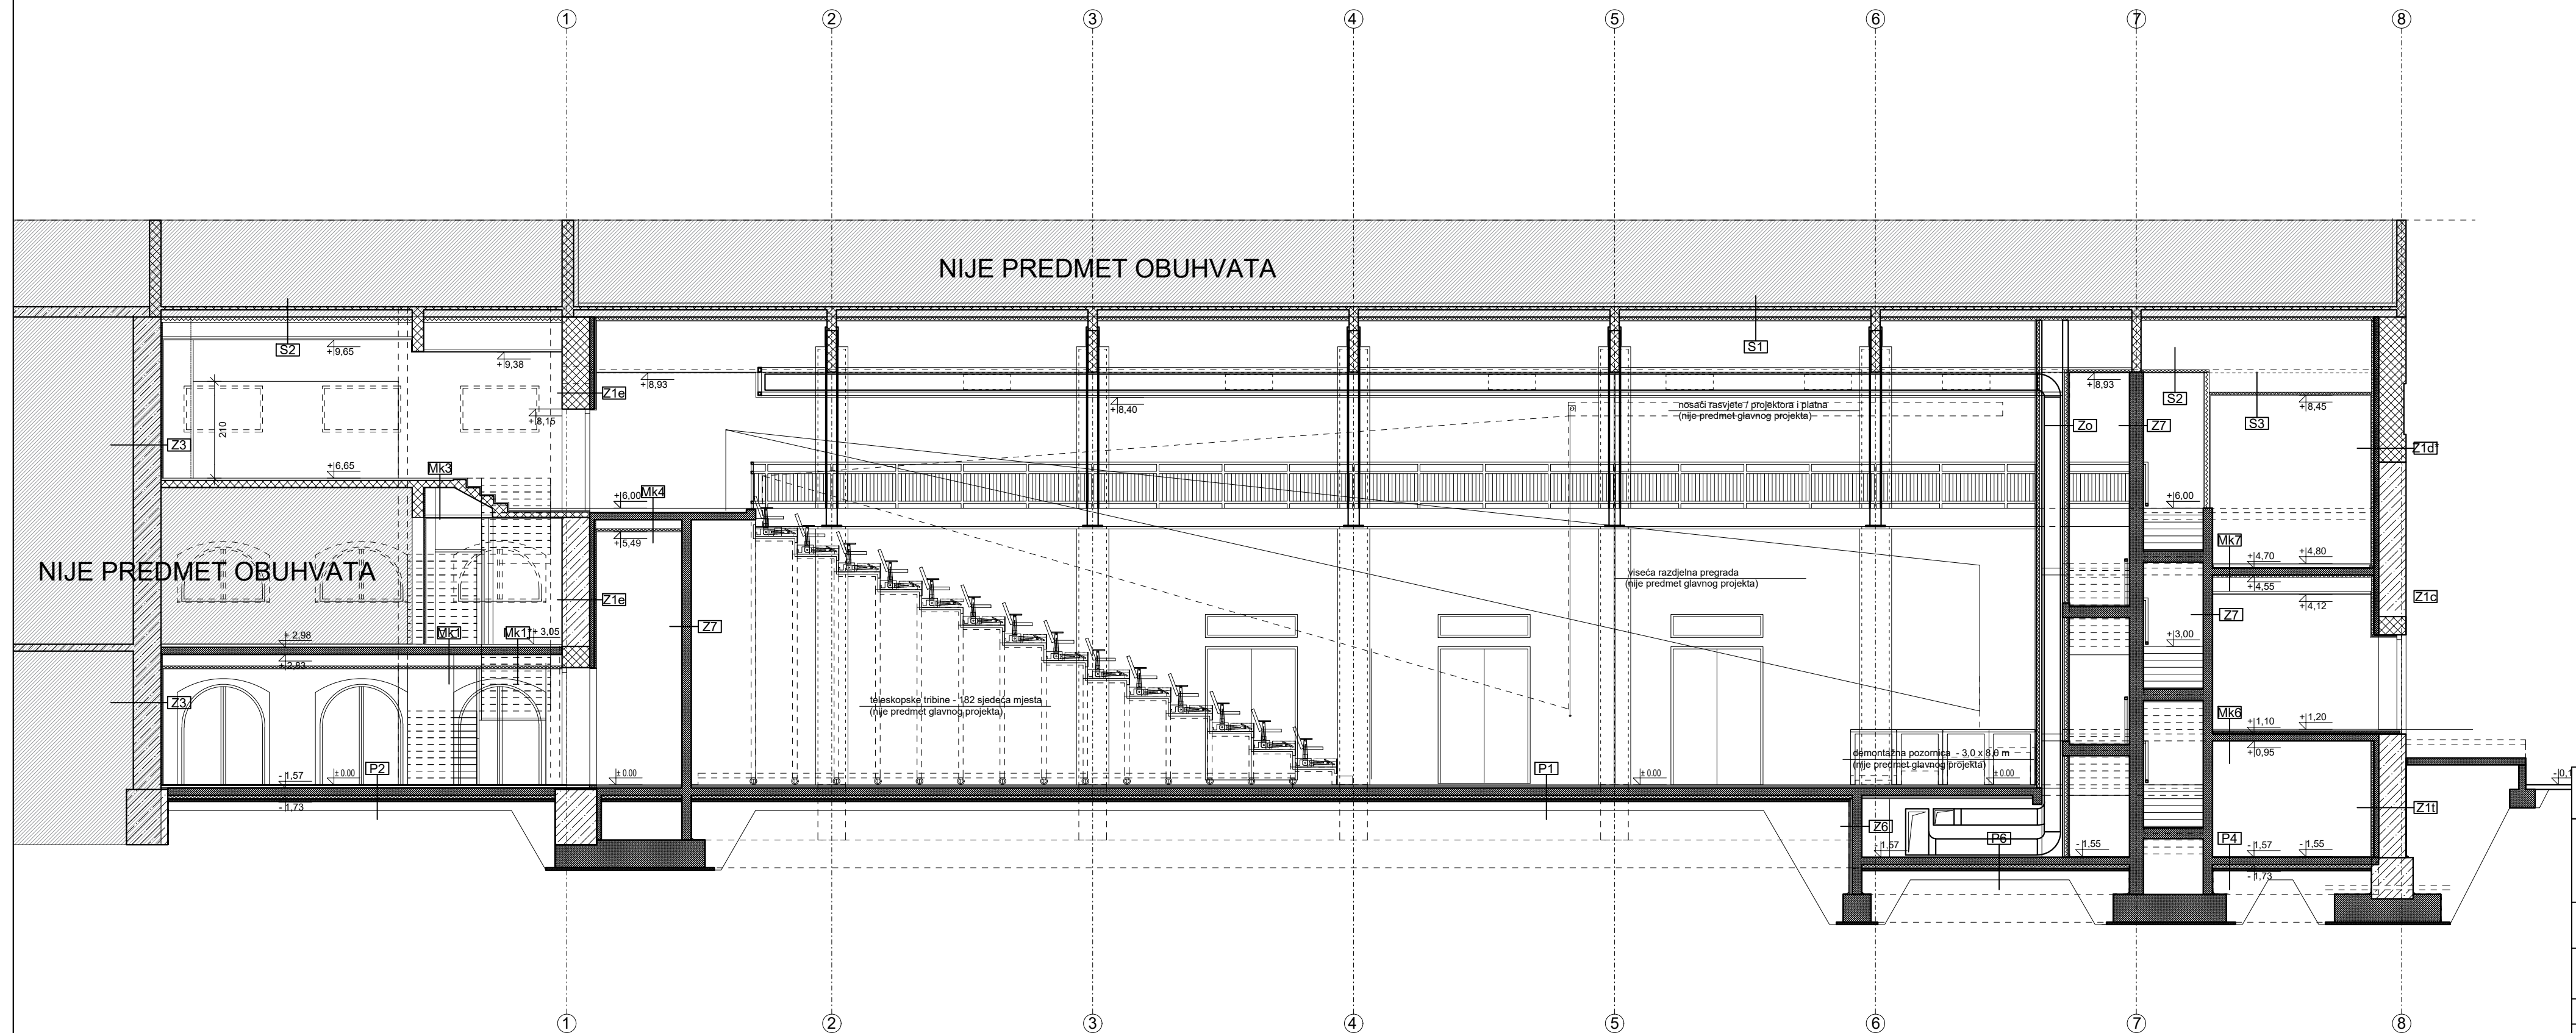 1 2 3 4 5 6 7 8
NIJE PREDMET OBUHVATA
S2
+9,65
+9,38
S1
+8,93
+8,93
S2
Z1e
+8,15
+8,40
nosači rasvjete / projektora i platna
(nije predmet glavnog projekta)
Zo
Z7
S3
+8,45
Z3
210
Z1d'
+6,65
Mk3
+6,00
Mk4
+6,00
+5,49
Mk7
+4,70
+4,80
NIJE PREDMET OBUHVATA
viseća razdjelna pregrada
(nije predmet glavnog projekta)
+4,55
+4,12
Z1e
Z1c
Z7
Z7
+ 2,98
Mk1
Mk1'
+ 3,05
+3,00
+2,83
Z3
teleskopske tribine - 182 sjedeća mjesta
(nije predmet glavnog projekta)
Mk6
+1,10
+1,20
+0,95
demontažna pozornica - 3,0 x 8,0 m
(nije predmet glavnog projekta)
- 1,57
± 0.00
P2
± 0.00
P1
± 0.00
± 0.00
- 1,73
Z1t
Z6
- 1,57
P6
- 1,55
P4
- 1,57
- 1,55
- 1,73
1 2 3 4 5 6 7 8